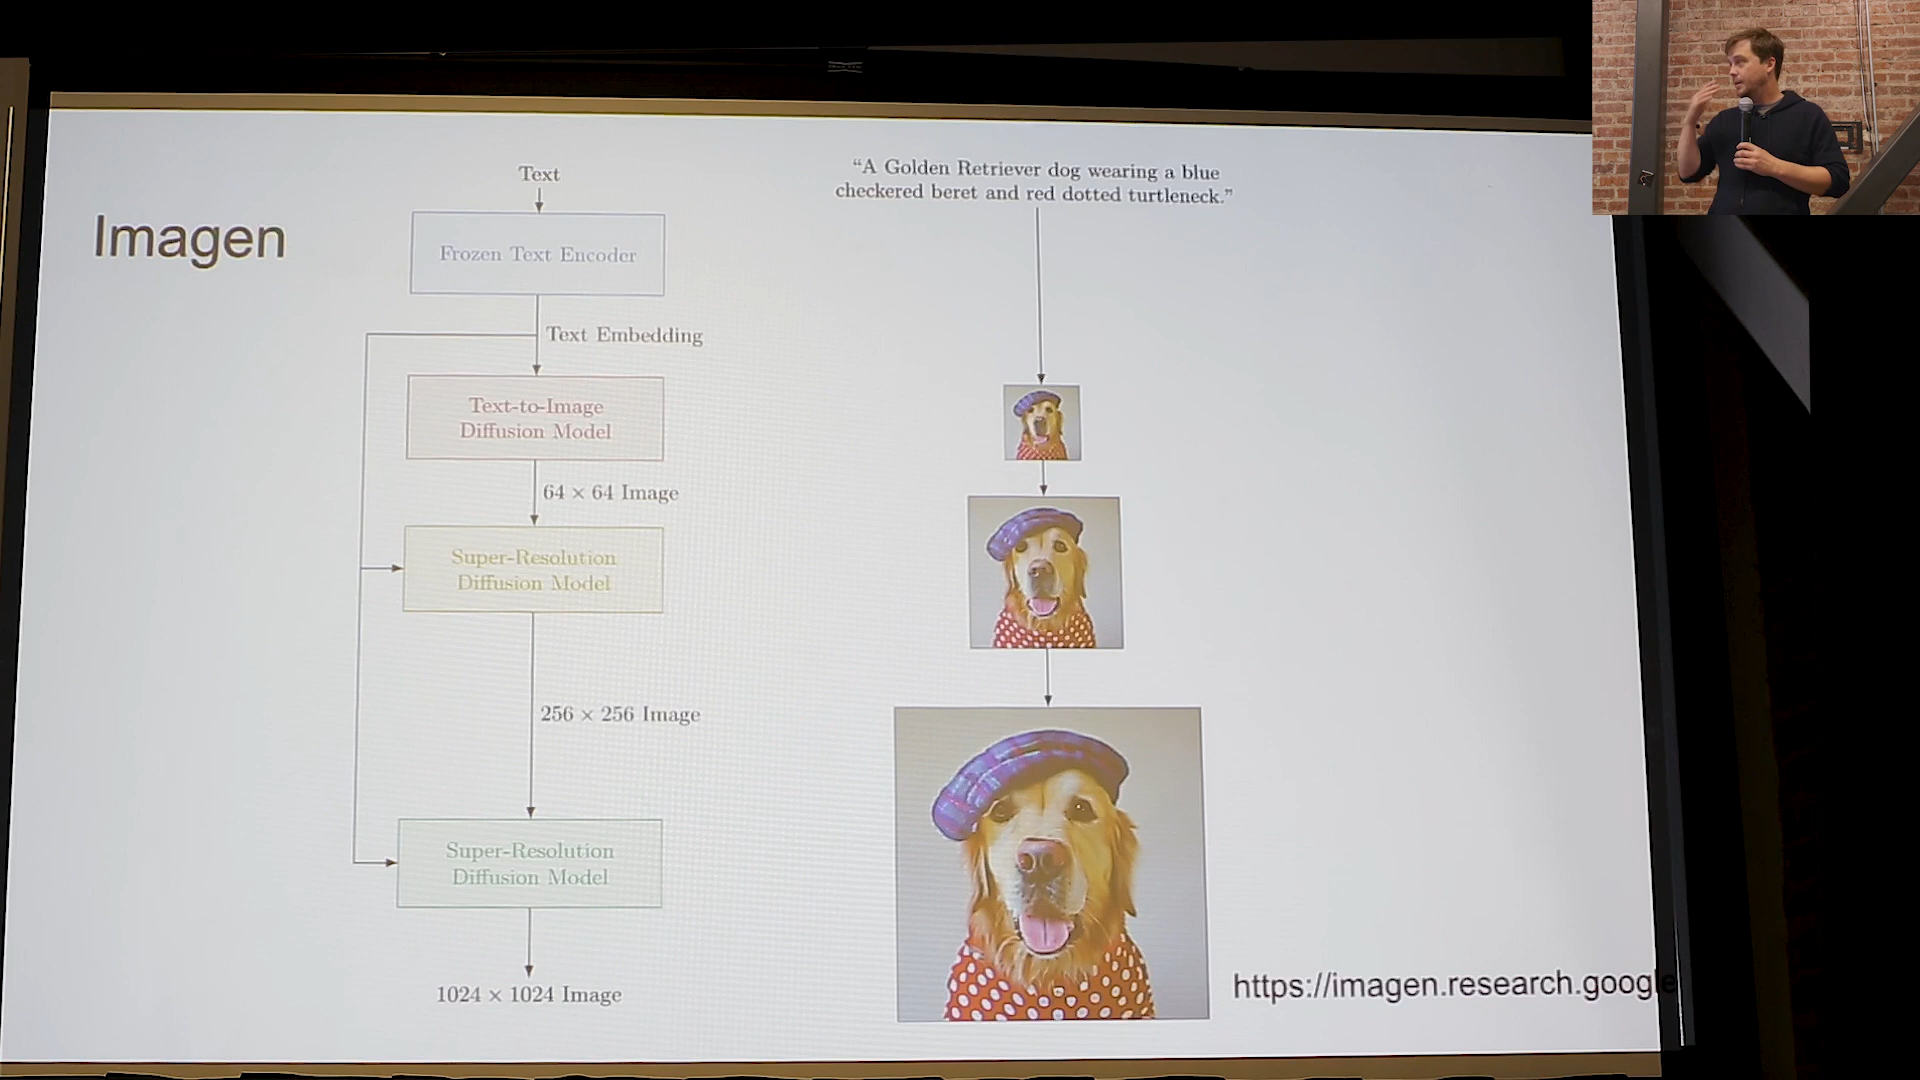 Imagen
Text
Frozen Text Encoder
Text Embedding
Text-to-Image
Diffusion Model
64 × 64 Image
Super-Resolution
Diffusion Model
256 × 256 Image
Super-Resolution
Diffusion Model
1024 × 1024 Image
“A Golden Retriever dog wearing a blue
checkered beret and red dotted turtleneck.”
https://imagen.research.google